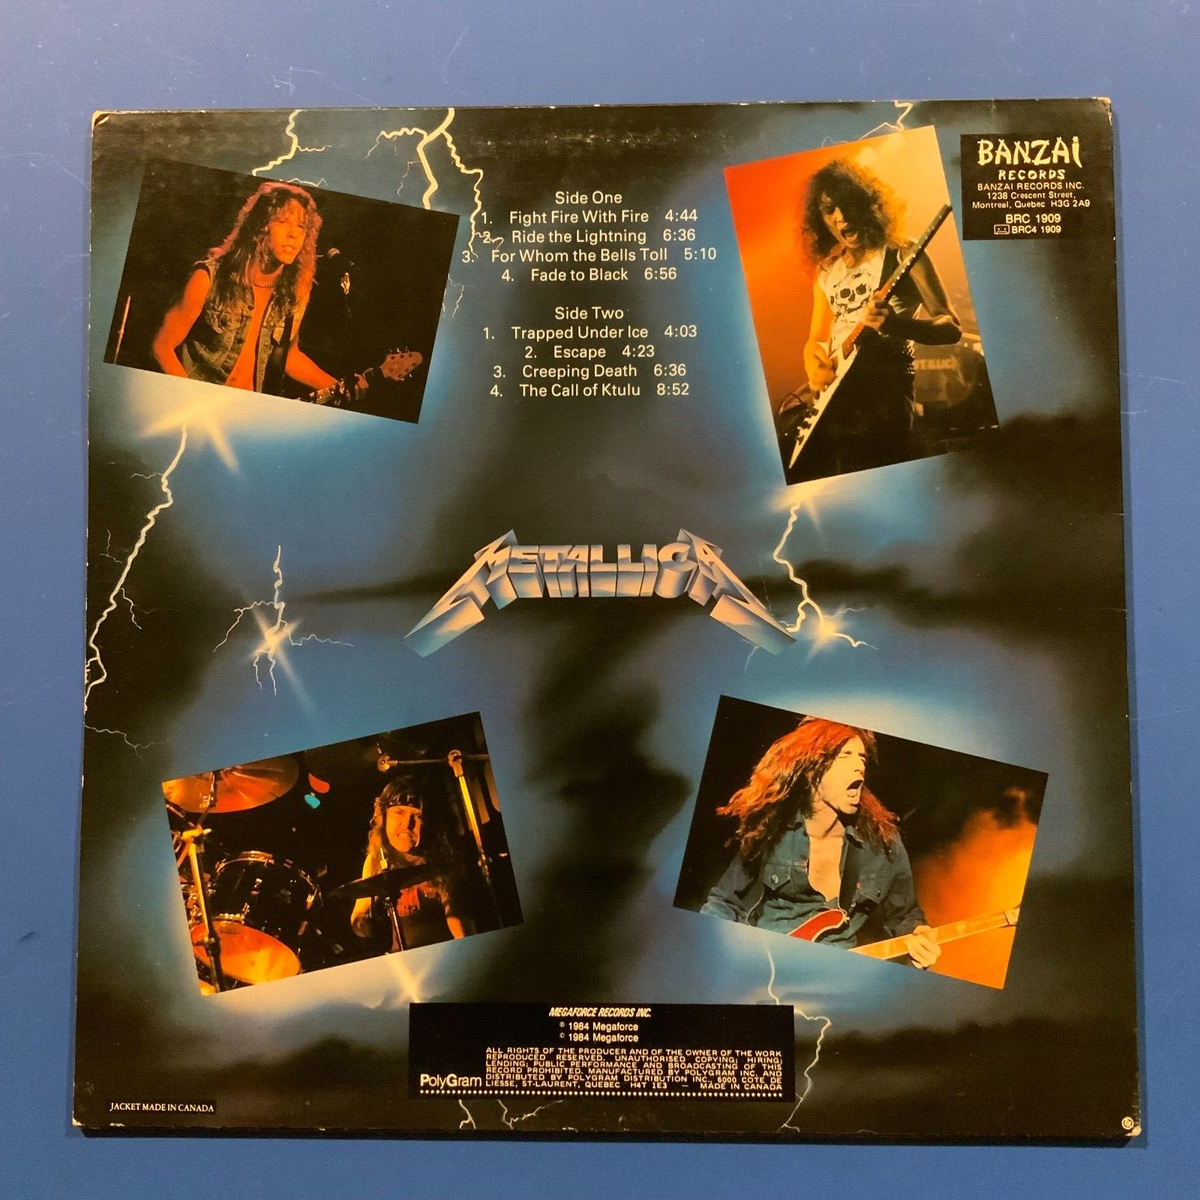 Side One
1. Fight Fire With Fire 4:44
2. Ride the Lightning 6:36
3. For Whom the Bells Toll 5:10
4. Fade to Black 6:56
Side Two
1. Trapped Under Ice 4:03
2. Escape 4:23
3. Creeping Death 6:36
4. The Call of Ktulu 8:52
BANZAI
RECORDS
BANZAI RECORDS INC.
1238 Crescent Street,
Montreal, Quebec H3G 2A9
BRC 1909
BRC4 1909
METALLICA
MEGAFORCE RECORDS INC.
℗ 1984 Megaforce
© 1984 Megaforce
ALL RIGHTS OF THE PRODUCER AND OF THE OWNER OF THE WORK
REPRODUCED RESERVED. UNAUTHORISED COPYING; HIRING;
LENDING; PUBLIC PERFORMANCE AND BROADCASTING OF THIS
RECORD PROHIBITED. MANUFACTURED BY POLYGRAM INC. AND
DISTRIBUTED BY POLYGRAM DISTRIBUTION INC., 6000 COTE DE
LIESSE, ST-LAURENT, QUEBEC H4T 1E3 – MADE IN CANADA
PolyGram
JACKET MADE IN CANADA